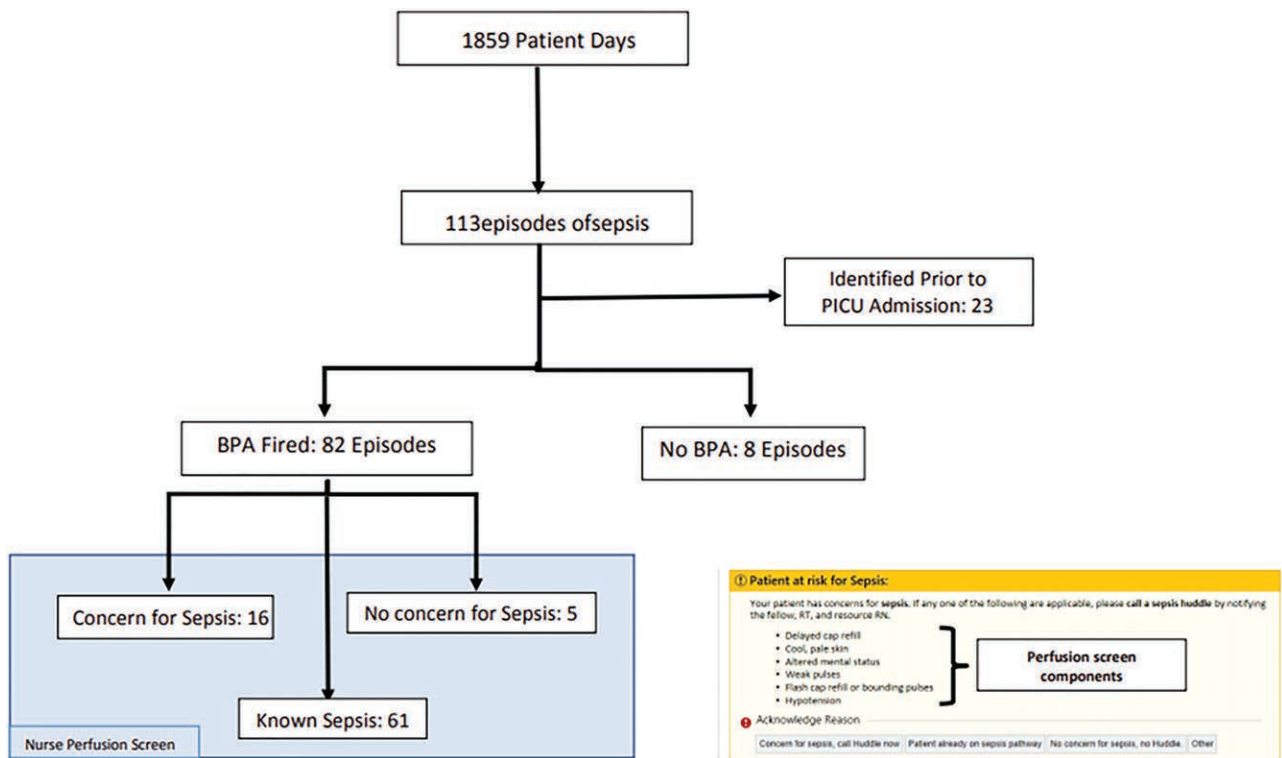 1859 Patient Days
113episodes ofsepsis
Identified Prior to
PICU Admission: 23
BPA Fired: 82 Episodes
No BPA: 8 Episodes
Concern for Sepsis: 16
No concern for Sepsis: 5
Known Sepsis: 61
Nurse Perfusion Screen
Patient at risk for Sepsis:
Your patient has concerns for sepsis. If any one of the following are applicable, please call a sepsis huddle by notifying
the fellow, RT, and resource RN.
• Delayed cap refill
• Cool, pale skin
• Altered mental status
• Weak pulses
• Flash cap refill or bounding pulses
• Hypotension
Perfusion screen
components
Acknowledge Reason
Concern for sepsis, call Huddle now Patient already on sepsis pathway No concern for sepsis, no Huddle. Other